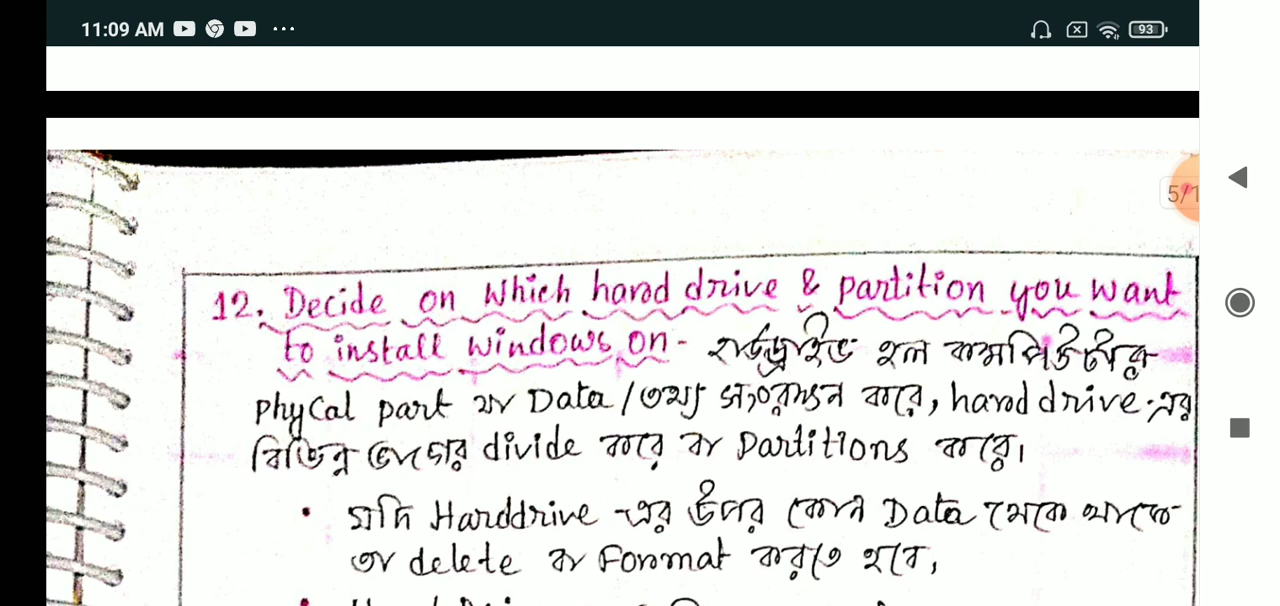 11:09 AM ...
93
5/1
12. Decide on which hard drive & partition you want
to install windows on - হার্ডড্রাইভ হল কমপিউটার
phycal part যা Data/তথ্য সংরক্ষন করে, hard drive-এর
বিভিন্ন ভাগের divide করে বা Partitions করে।
• যদি Harddrive -এর উপর কোন Data থেকে থাকে
তা delete বা Format করতে হবে,